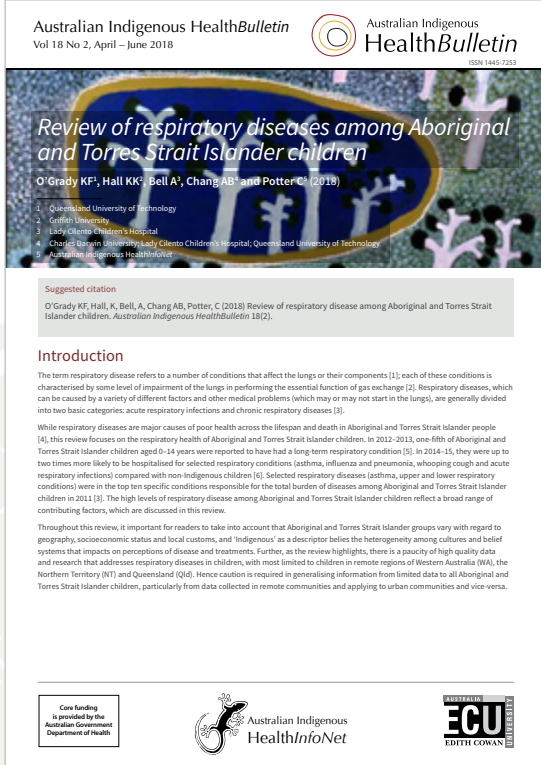 Australian Indigenous HealthBulletin
Vol 18 No 2, April – June 2018
Australian Indigenous
HealthBulletin
ISSN 1445-7253
Review of respiratory diseases among Aboriginal
and Torres Strait Islander children
O'Grady KF¹, Hall KK², Bell A³, Chang AB⁴ and Potter C⁵ (2018)
1 Queensland University of Technology
2 Griffith University
3 Lady Cilento Children's Hospital
4 Charles Darwin University; Lady Cilento Children's Hospital; Queensland University of Technology
5 Australian Indigenous HealthInfoNet
Suggested citation
O'Grady KF, Hall, K, Bell, A, Chang AB, Potter, C (2018) Review of respiratory disease among Aboriginal and Torres Strait
Islander children. Australian Indigenous HealthBulletin 18(2).
Introduction
The term respiratory disease refers to a number of conditions that affect the lungs or their components [1]; each of these conditions is
characterised by some level of impairment of the lungs in performing the essential function of gas exchange [2]. Respiratory diseases, which
can be caused by a variety of different factors and other medical problems (which may or may not start in the lungs), are generally divided
into two basic categories: acute respiratory infections and chronic respiratory diseases [3].
While respiratory diseases are major causes of poor health across the lifespan and death in Aboriginal and Torres Strait Islander people
[4], this review focuses on the respiratory health of Aboriginal and Torres Strait Islander children. In 2012–2013, one-fifth of Aboriginal and
Torres Strait Islander children aged 0–14 years were reported to have had a long-term respiratory condition [5]. In 2014–15, they were up to
two times more likely to be hospitalised for selected respiratory conditions (asthma, influenza and pneumonia, whooping cough and acute
respiratory infections) compared with non-Indigenous children [6]. Selected respiratory diseases (asthma, upper and lower respiratory
conditions) were in the top ten specific conditions responsible for the total burden of diseases among Aboriginal and Torres Strait Islander
children in 2011 [3]. The high levels of respiratory disease among Aboriginal and Torres Strait Islander children reflect a broad range of
contributing factors, which are discussed in this review.
Throughout this review, it important for readers to take into account that Aboriginal and Torres Strait Islander groups vary with regard to
geography, socioeconomic status and local customs, and 'Indigenous' as a descriptor belies the heterogeneity among cultures and belief
systems that impacts on perceptions of disease and treatments. Further, as the review highlights, there is a paucity of high quality data
and research that addresses respiratory diseases in children, with most limited to children in remote regions of Western Australia (WA), the
Northern Territory (NT) and Queensland (Qld). Hence caution is required in generalising information from limited data to all Aboriginal and
Torres Strait Islander children, particularly from data collected in remote communities and applying to urban communities and vice-versa.
Core funding
is provided by the
Australian Government
Department of Health
Australian Indigenous
HealthInfoNet
AUSTRALIA
ECU
EDITH COWAN
UNIVERSITY